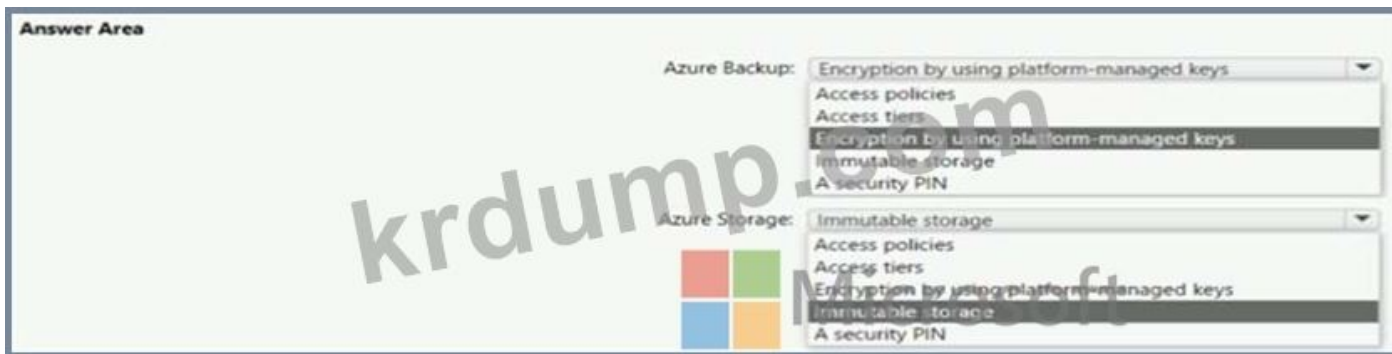 Answer Area
Azure Backup: Encryption by using platform-managed keys
Access policies
Access tiers
Encryption by using platform-managed keys
Immutable storage
A security PIN
Azure Storage: Immutable storage
Access policies
Access tiers
Encryption by using platform-managed keys
Immutable storage
A security PIN
krdump.com
Microsoft